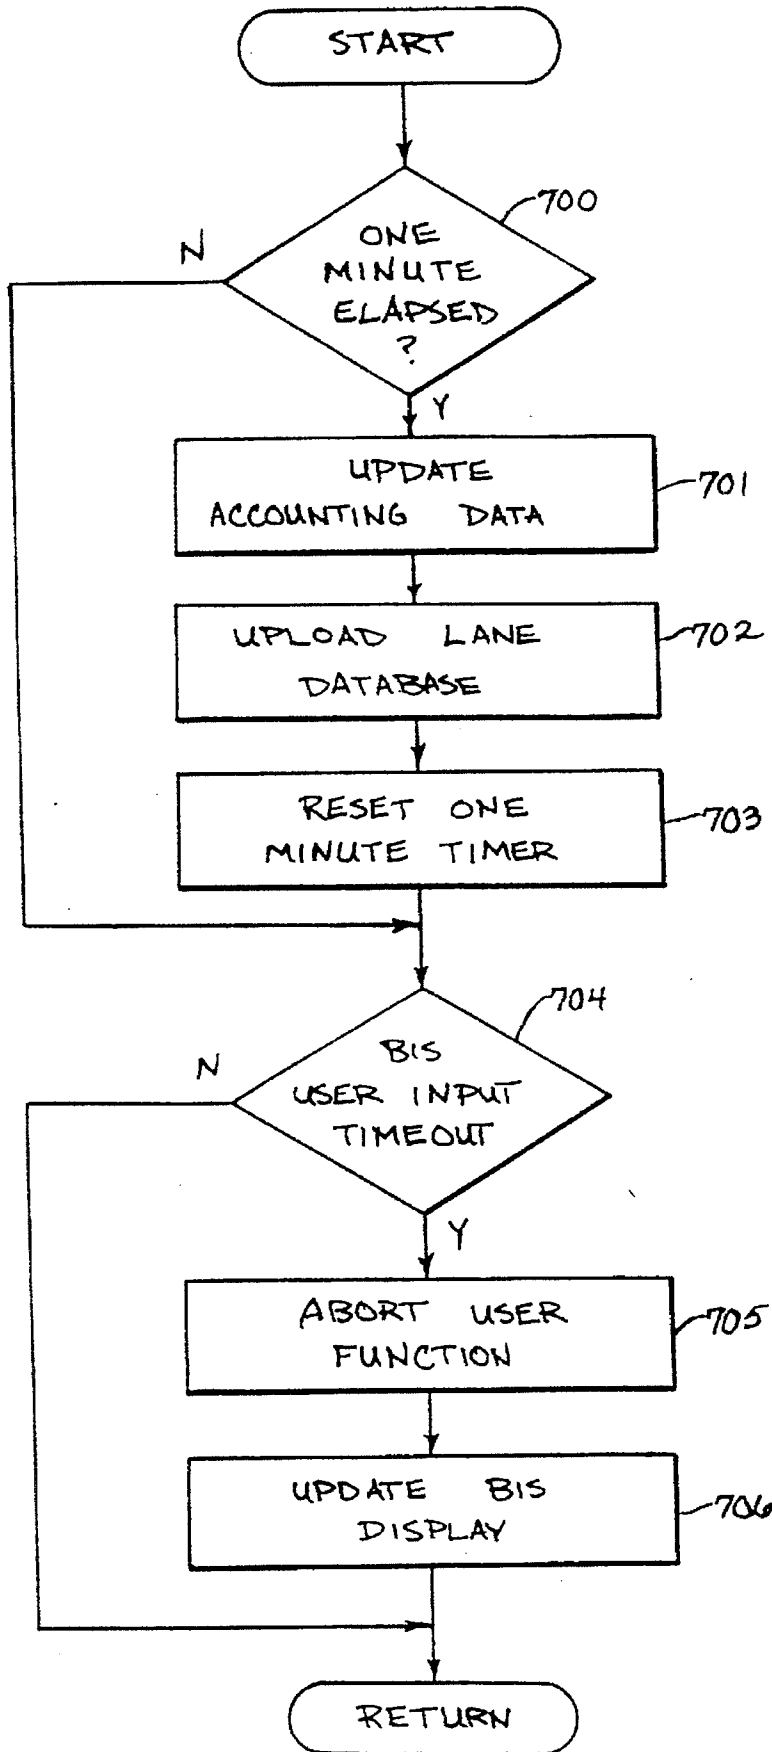 START
700
N
ONE
MINUTE
ELAPSED
?
Y
UPDATE
ACCOUNTING DATA
701
UPLOAD LANE
DATABASE
702
RESET ONE
MINUTE TIMER
703
704
N
BIS
USER INPUT
TIMEOUT
Y
ABORT USER
FUNCTION
705
UPDATE BIS
DISPLAY
706
RETURN